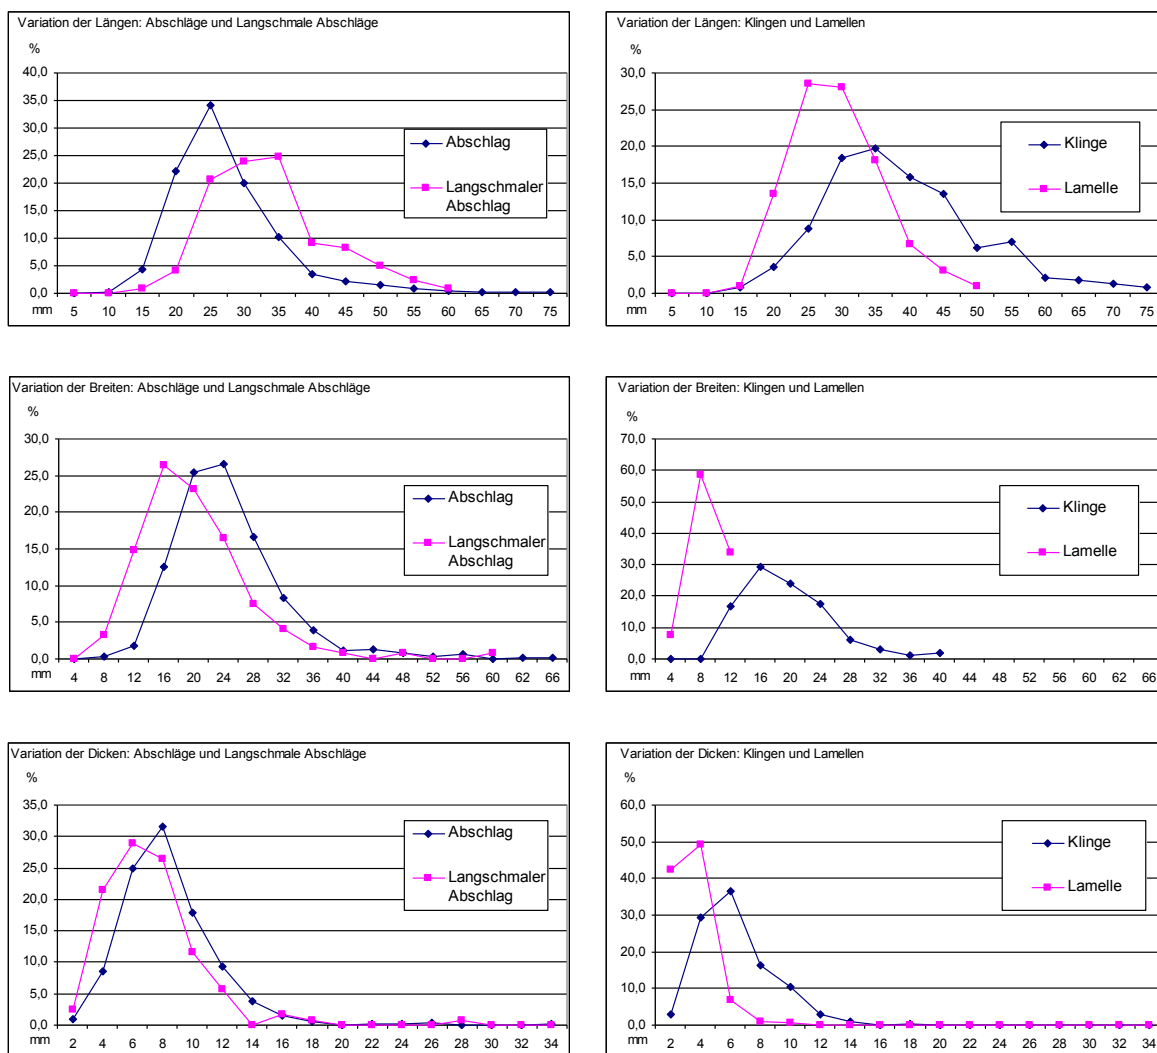 Variation der Längen: Abschläge und Langschmale Abschläge
%
40,0
35,0
30,0
25,0
20,0
15,0
10,0
5,0
0,0
mm 5 10 15 20 25 30 35 40 45 50 55 60 65 70 75
Abschlag
Langschmaler
Abschlag
Variation der Längen: Klingen und Lamellen
%
30,0
25,0
20,0
15,0
10,0
5,0
0,0
mm 5 10 15 20 25 30 35 40 45 50 55 60 65 70 75
Klinge
Lamelle
Variation der Breiten: Abschläge und Langschmale Abschläge
%
30,0
25,0
20,0
15,0
10,0
5,0
0,0
mm 4 8 12 16 20 24 28 32 36 40 44 48 52 56 60 62 66
Abschlag
Langschmaler
Abschlag
Variation der Breiten: Klingen und Lamellen
%
70,0
60,0
50,0
40,0
30,0
20,0
10,0
0,0
mm 4 8 12 16 20 24 28 32 36 40 44 48 52 56 60 62 66
Klinge
Lamelle
Variation der Dicken: Abschläge und Langschmale Abschläge
%
35,0
30,0
25,0
20,0
15,0
10,0
5,0
0,0
mm 2 4 6 8 10 12 14 16 18 20 22 24 26 28 30 32 34
Abschlag
Langschmaler
Abschlag
Variation der Dicken: Klingen und Lamellen
%
60,0
50,0
40,0
30,0
20,0
10,0
0,0
mm 2 4 6 8 10 12 14 16 18 20 22 24 26 28 30 32 34
Klinge
Lamelle